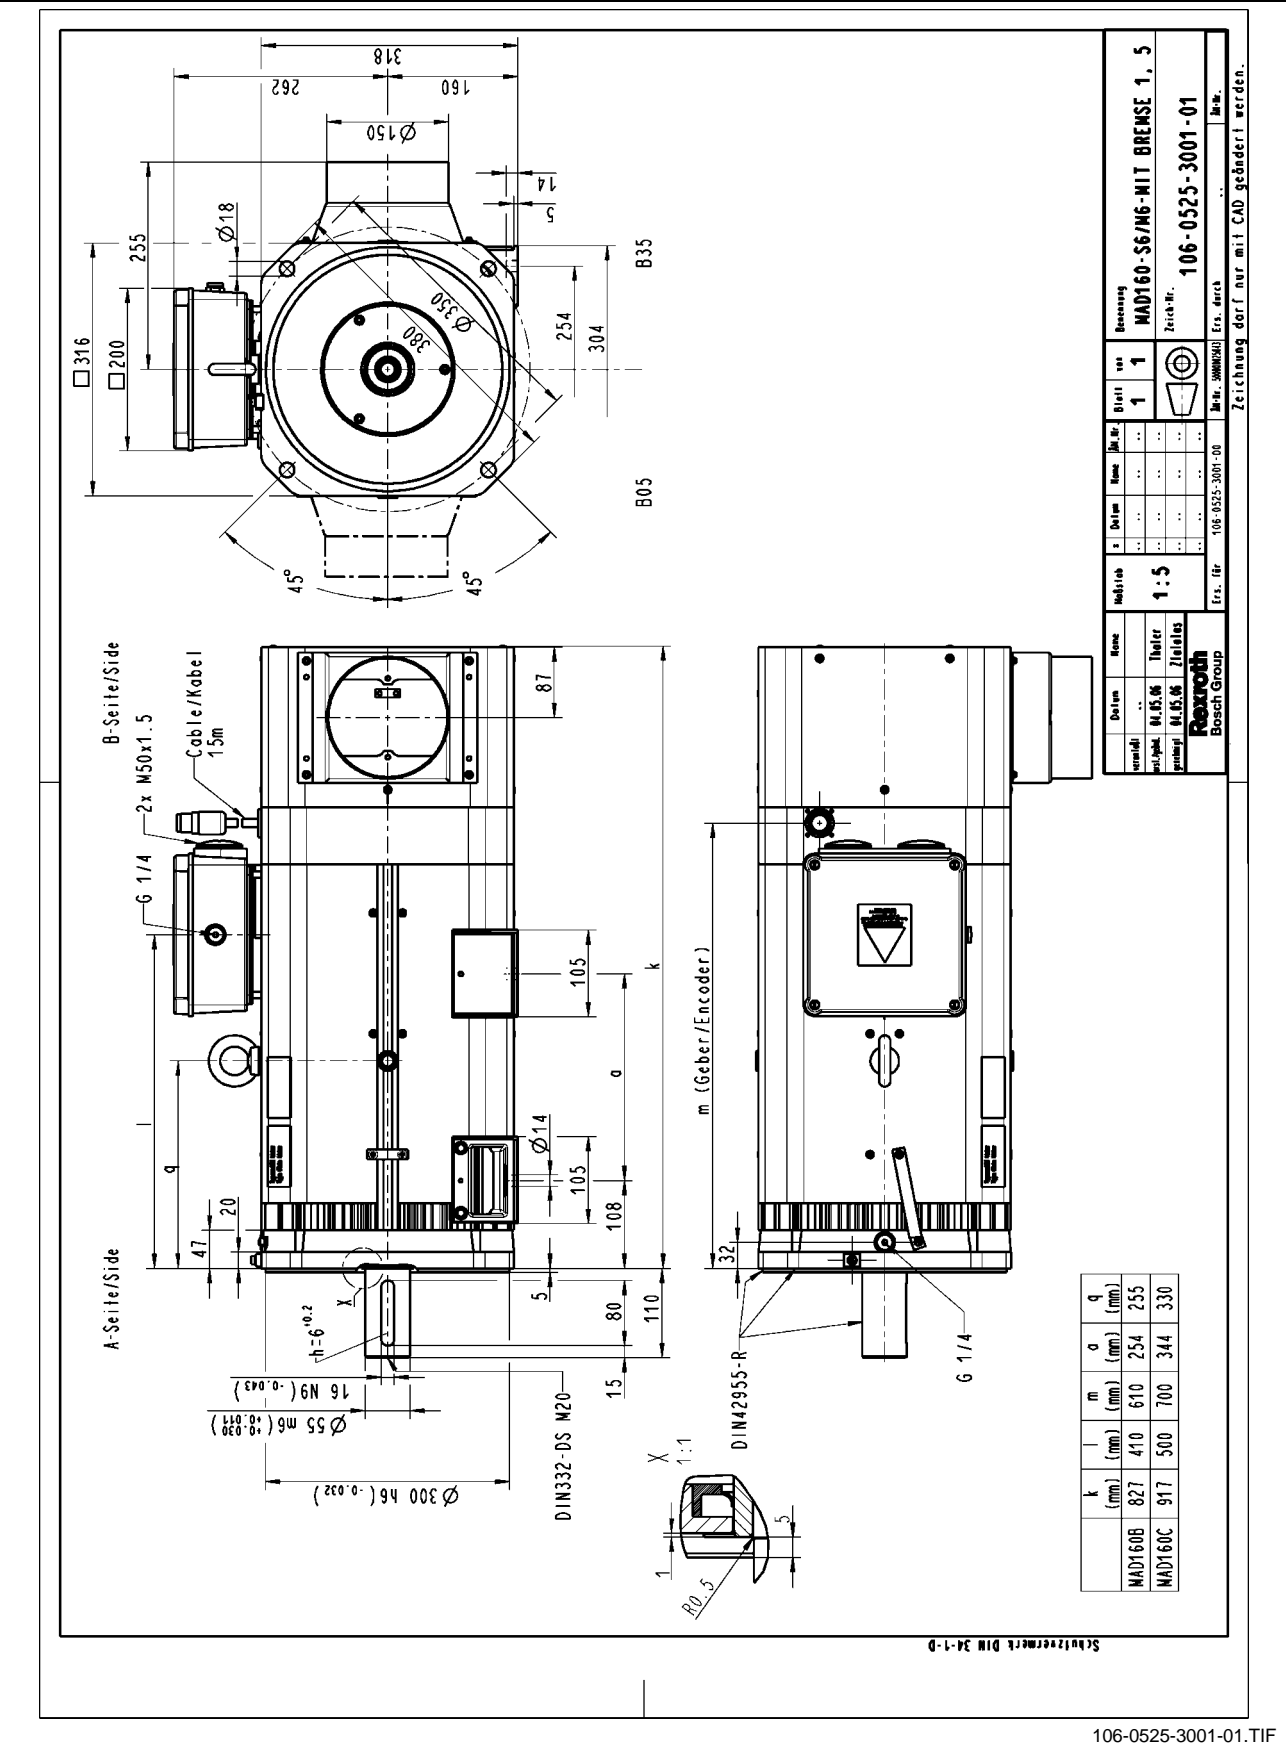 318
262
160
Ø150
14
5
255
Ø18
□316
□200
Ø350
380
254
304
B35
B05
45°
45°
B-Seite/Side
Cable/Kabel
15m
2x M50x1.5
G 1/4
87
105
k
a
l
q
Ø14
105
108
20
47
A-Seite/Side
X
h=6+0.2
5
80
110
15
16 N9(-0.043)
Ø55 m6(+0.030 +0.011)
Ø300 h6(-0.032)
DIN332-DS M20
m (Geber/Encoder)
32
DIN42955-R
G 1/4
X
1:1
1
5
R0.5
k l m a q
(mm) (mm) (mm) (mm) (mm)
MAD160B 827 410 610 254 255
MAD160C 917 500 700 344 330
Datum Name
04.05.06 Thaler
04.05.06
Rexroth
Bosch Group
Maßstab
1:5
s Datum Name ÄM.Nr.
Blatt von
1 1
Benennung
MAD160-S6/M6-MIT BREMSE 1, 5
Zeich-Nr.
106-0525-3001-01
Ers. für 106-0525-3001-00
Ers. durch
Zeichnung darf nur mit CAD geändert werden.
Schutzvermerk DIN 34-1-D
106-0525-3001-01.TIF